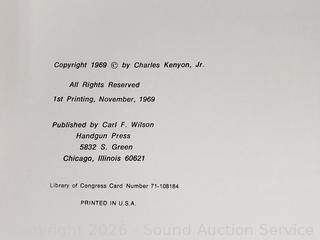 Copyright 1969 © by Charles Kenyon, Jr.
All Rights Reserved
1st Printing, November, 1969
Published by Carl F. Wilson
Handgun Press
5832 S. Green
Chicago, Illinois 60621
Library of Congress Card Number 71-108184
PRINTED IN U.S.A.
Copyright 2026 - Sound Auction Service